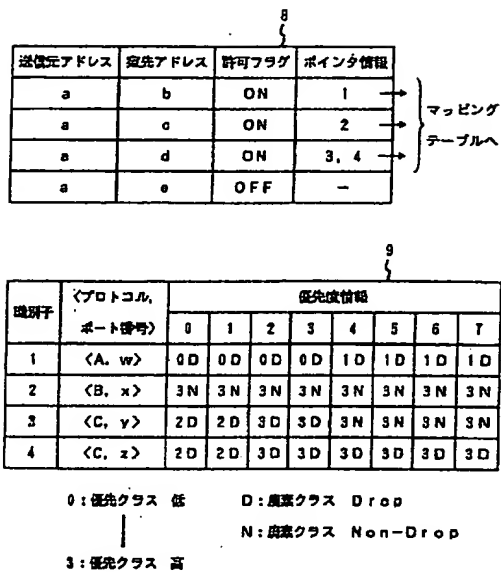 8
送信元アドレス 宛先アドレス 許可フラグ ポインタ情報
a b ON 1
a c ON 2
a d ON 3, 4
a e OFF —
マッピング
テーブルへ
9
識別子 〈プロトコル, ポート番号〉 優先度情報
0 1 2 3 4 5 6 7
1 〈A, w〉 0D 0D 0D 0D 1D 1D 1D 1D
2 〈B, x〉 3N 3N 3N 3N 3N 3N 3N 3N
3 〈C, y〉 2D 2D 3D 3D 3N 3N 3N 3N
4 〈C, z〉 2D 2D 3D 3D 3D 3D 3D 3D
0:優先クラス 低 D:廃棄クラス Drop
N:廃棄クラス Non-Drop
3:優先クラス 高